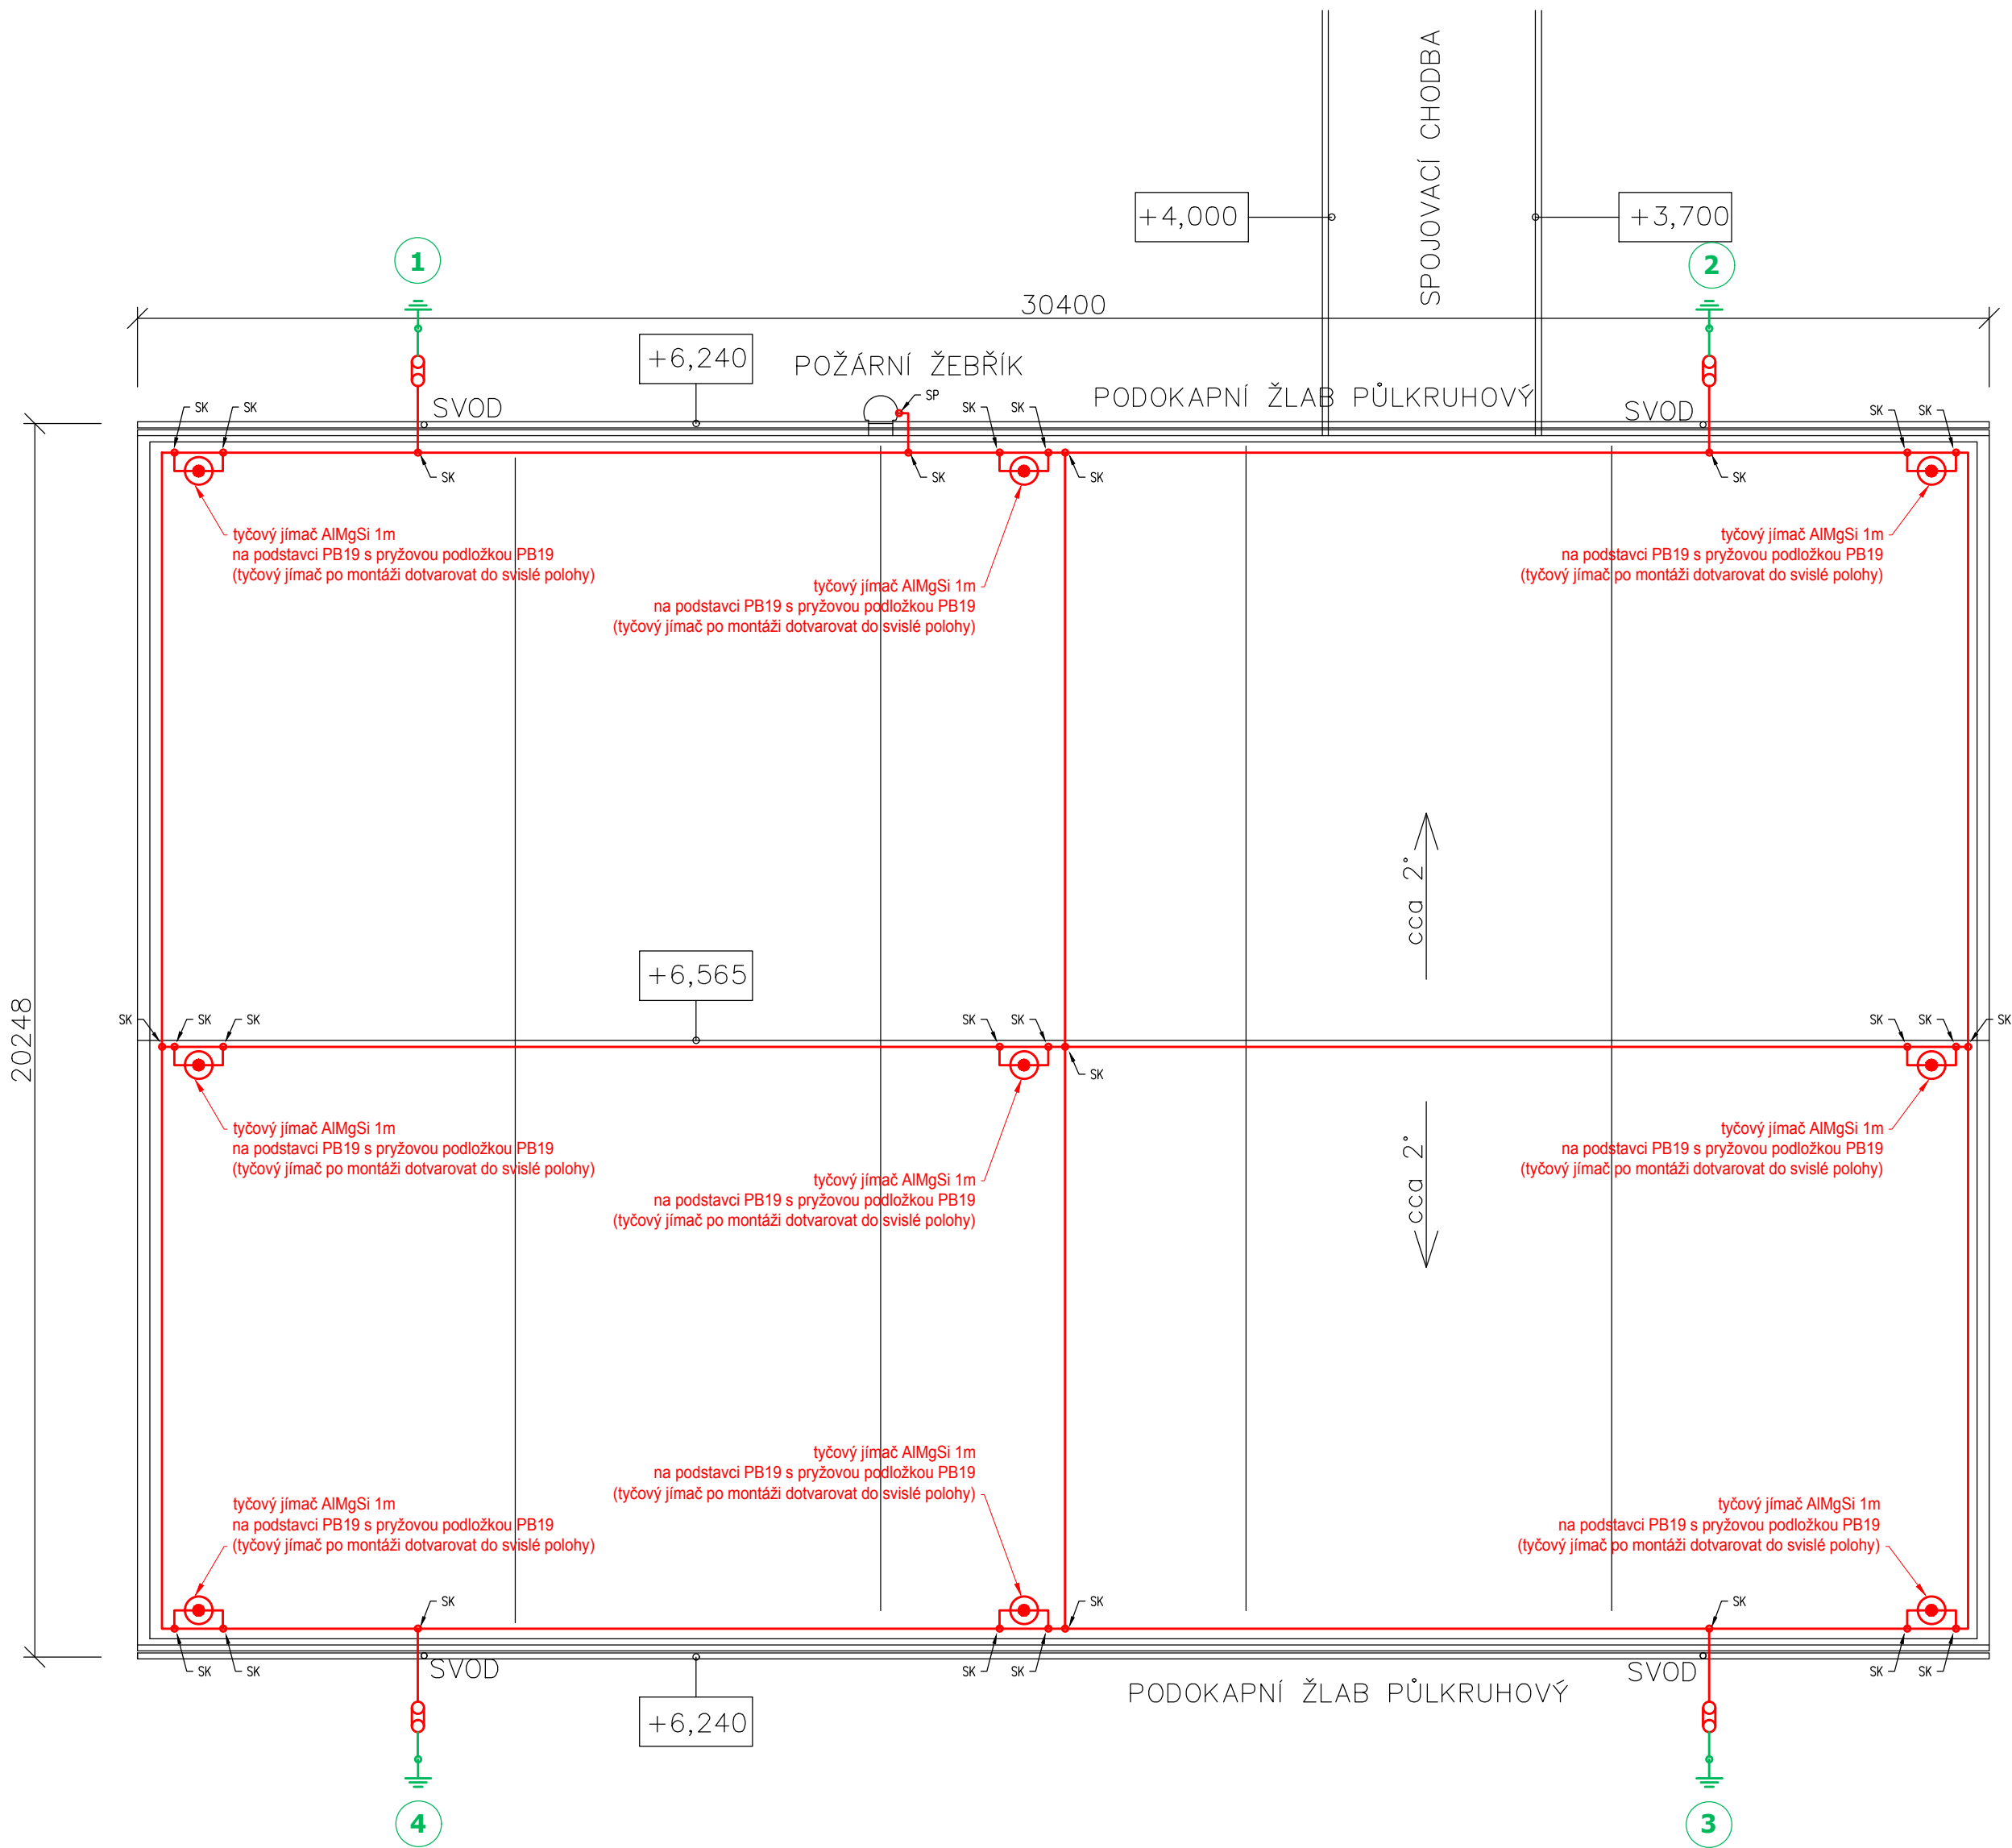 SPOJOVACÍ CHODBA
+4,000
+3,700
1
2
30400
+6,240
POŽÁRNÍ ŽEBŘÍK
PODOKAPNÍ ŽLAB PŮLKRUHOVÝ
SP
SK
SK
SVOD
SK
SK
SVOD
SK
SK
SK
SK
SK
SK
tyčový jímač AlMgSi 1m
na podstavci PB19 s pryžovou podložkou PB19
(tyčový jímač po montáži dotvarovat do svislé polohy)
tyčový jímač AlMgSi 1m
na podstavci PB19 s pryžovou podložkou PB19
(tyčový jímač po montáži dotvarovat do svislé polohy)
tyčový jímač AlMgSi 1m
na podstavci PB19 s pryžovou podložkou PB19
(tyčový jímač po montáži dotvarovat do svislé polohy)
cca 2°
+6,565
20248
SK
SK
SK
SK
SK
SK
SK
SK
SK
cca 2°
tyčový jímač AlMgSi 1m
na podstavci PB19 s pryžovou podložkou PB19
(tyčový jímač po montáži dotvarovat do svislé polohy)
tyčový jímač AlMgSi 1m
na podstavci PB19 s pryžovou podložkou PB19
(tyčový jímač po montáži dotvarovat do svislé polohy)
tyčový jímač AlMgSi 1m
na podstavci PB19 s pryžovou podložkou PB19
(tyčový jímač po montáži dotvarovat do svislé polohy)
tyčový jímač AlMgSi 1m
na podstavci PB19 s pryžovou podložkou PB19
(tyčový jímač po montáži dotvarovat do svislé polohy)
tyčový jímač AlMgSi 1m
na podstavci PB19 s pryžovou podložkou PB19
(tyčový jímač po montáži dotvarovat do svislé polohy)
tyčový jímač AlMgSi 1m
na podstavci PB19 s pryžovou podložkou PB19
(tyčový jímač po montáži dotvarovat do svislé polohy)
SK
SK
SK
SK
SK
SVOD
SK
SK
SVOD
SK
SK
PODOKAPNÍ ŽLAB PŮLKRUHOVÝ
+6,240
4
3